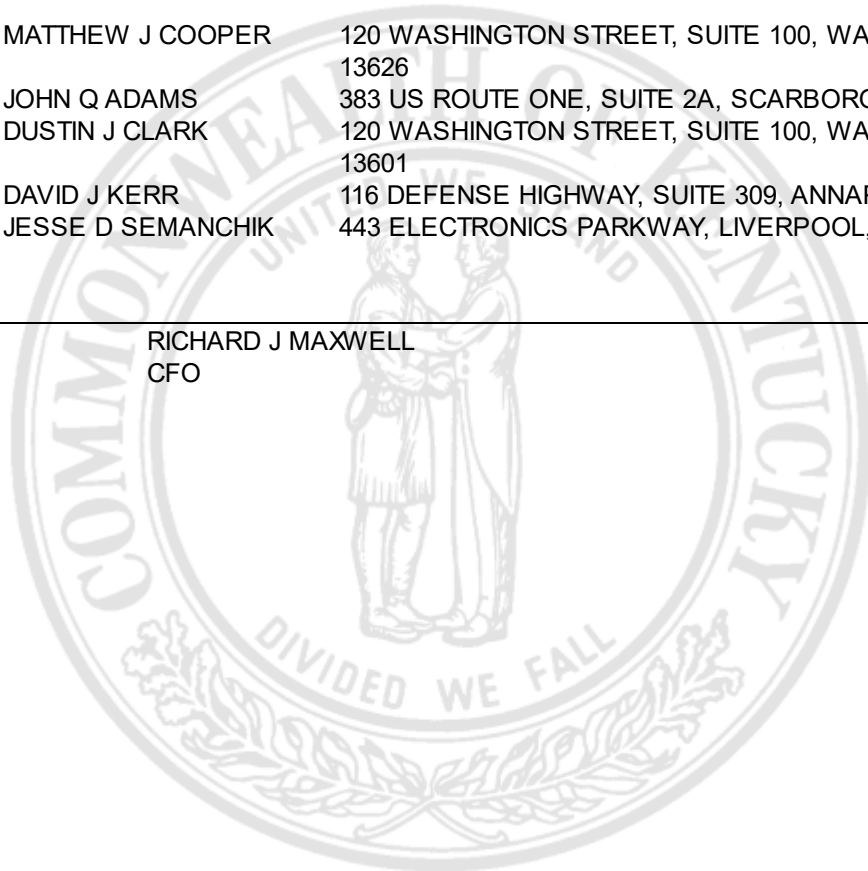 MATTHEW J COOPER 120 WASHINGTON STREET, SUITE 100, WA
13626
JOHN Q ADAMS 383 US ROUTE ONE, SUITE 2A, SCARBORO
DUSTIN J CLARK 120 WASHINGTON STREET, SUITE 100, WA
13601
DAVID J KERR 116 DEFENSE HIGHWAY, SUITE 309, ANNAP
JESSE D SEMANCHIK 443 ELECTRONICS PARKWAY, LIVERPOOL,
RICHARD J MAXWELL
CFO
COMMONWEALTH OF KENTUCKY
UNITED WE STAND
DIVIDED WE FALL